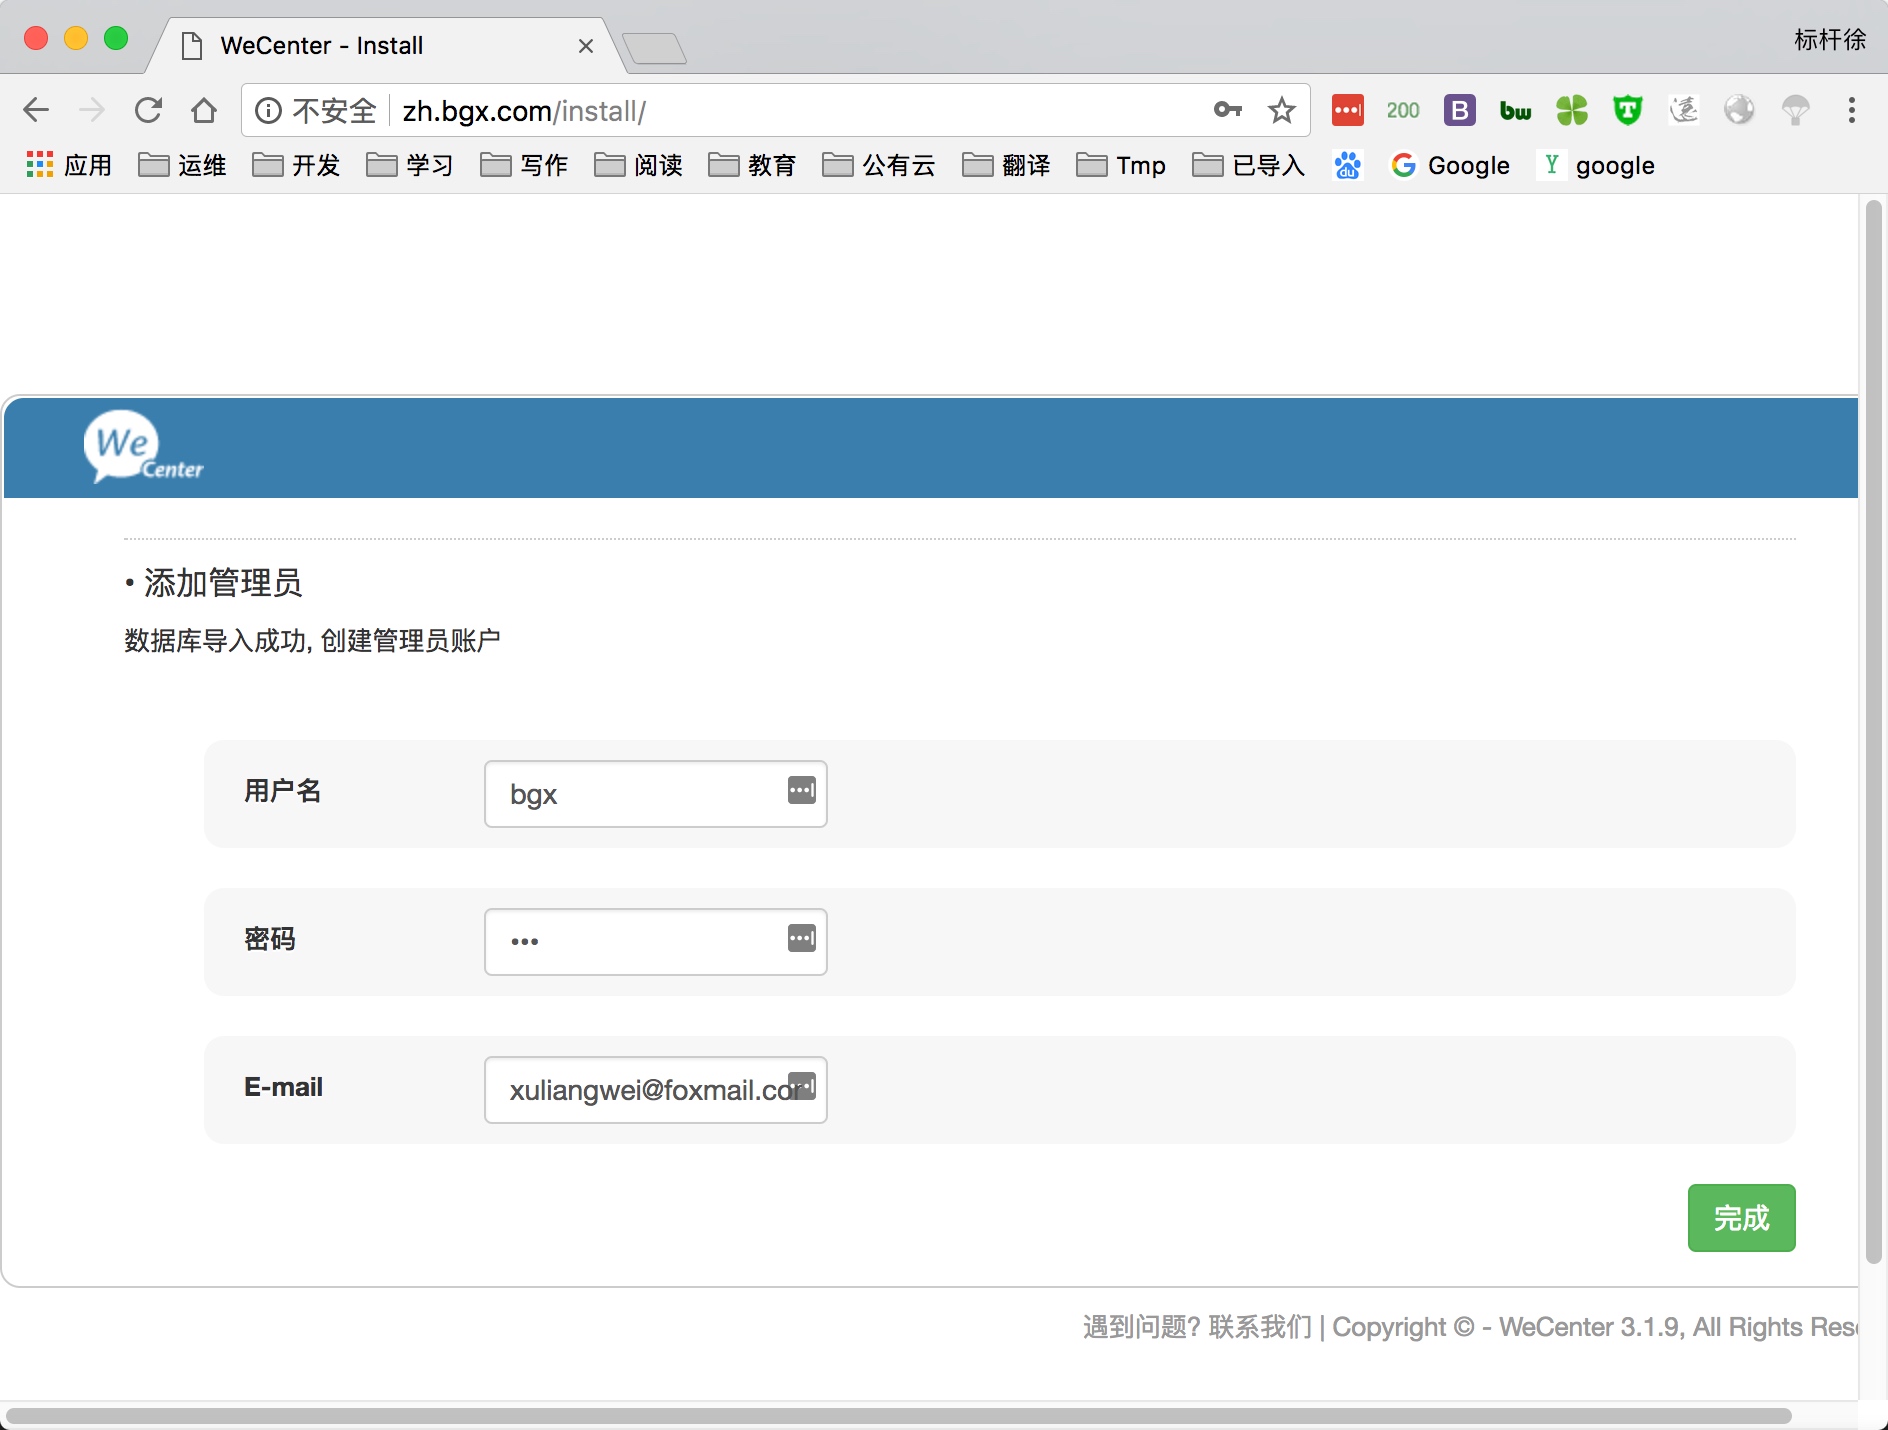 WeCenter - Install
标杆徐
不安全 zh.bgx.com/install/
200 B bw T
应用 运维 开发 学习 写作 阅读 教育 公有云 翻译 Tmp 已导入 du Google Y google
We Center
• 添加管理员
数据库导入成功, 创建管理员账户
用户名 bgx
密码 •••
E-mail xuliangwei@foxmail.cor
完成
遇到问题? 联系我们 | Copyright © - WeCenter 3.1.9, All Rights Rese